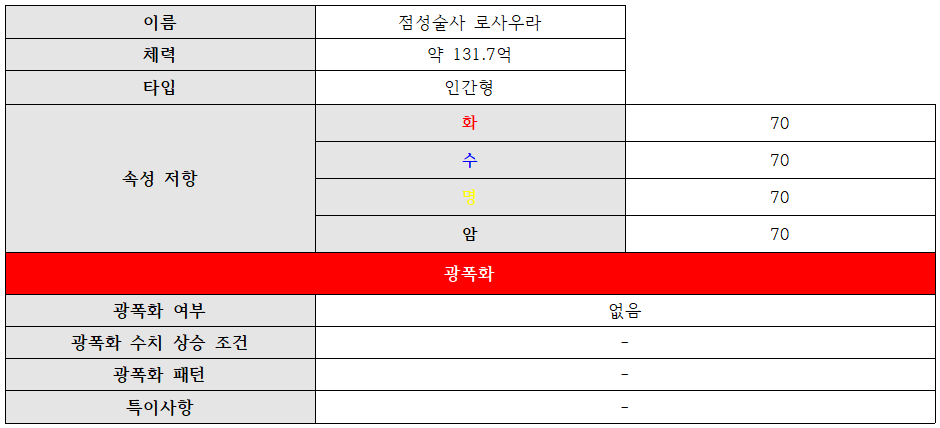 이름 점성술사 로사우라
체력 약 131.7억
타입 인간형
속성 저항
화 70
수 70
명 70
암 70
광폭화
광폭화 여부 없음
광폭화 수치 상승 조건 -
광폭화 패턴 -
특이사항 -